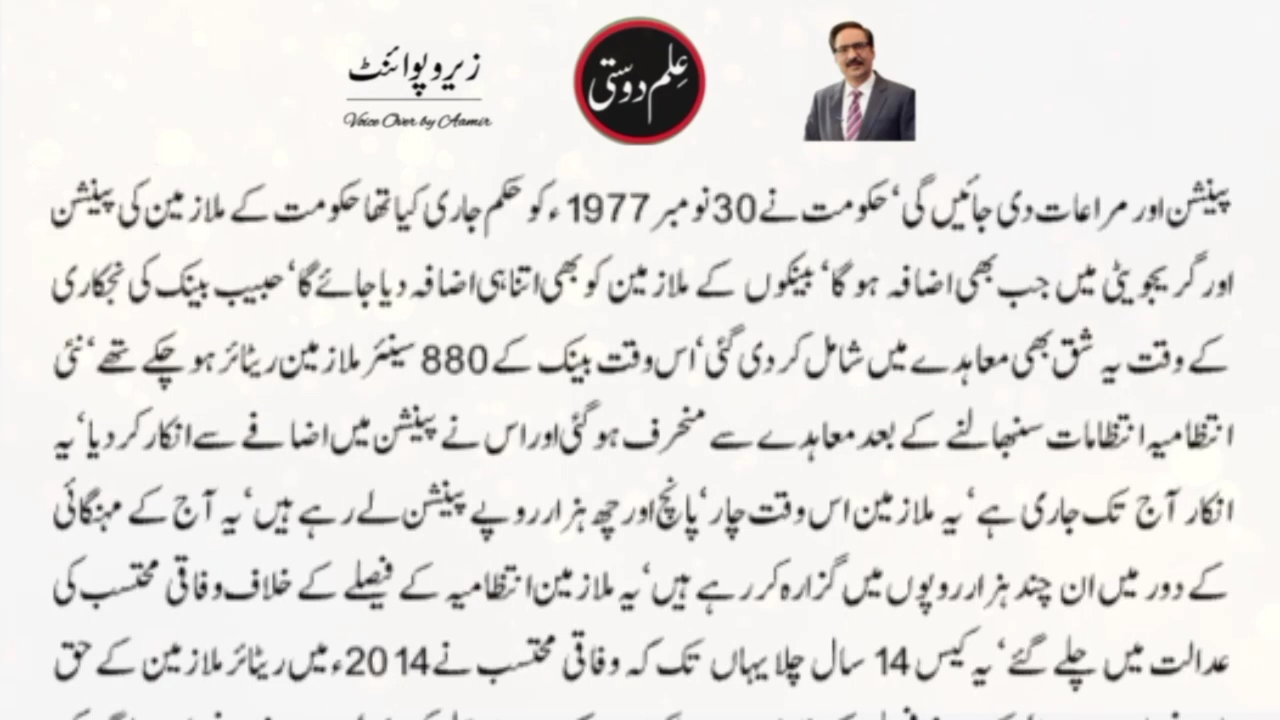 زیرو پوائنٹ
Voice Over by Aamir
علم دوستی
پینشن اور مراعات دی جائیں گی‘ حکومت نے 30 نومبر 1977ء کو حکم جاری کیا تھا حکومت کے ملازمین کی پینشن
اور گریجویٹی میں جب بھی اضافہ ہو گا‘ بینکوں کے ملازمین کو بھی اتنا ہی اضافہ دیا جائے گا‘ حبیب بینک کی نجکاری
کے وقت یہ شق بھی معاہدے میں شامل کر دی گئی‘ اس وقت بینک کے 880 سینئر ملازمین ریٹائر ہو چکے تھے‘ نئی
انتظامیہ انتظامات سنبھالنے کے بعد معاہدے سے منحرف ہو گئی اور اس نے پینشن میں اضافے سے انکار کر دیا‘ یہ
انکار آج تک جاری ہے‘ یہ ملازمین اس وقت چار‘ پانچ اور چھ ہزار روپے پینشن لے رہے ہیں‘ یہ آج کے مہنگائی
کے دور میں ان چند ہزار روپوں میں گزارہ کر رہے ہیں‘ یہ ملازمین انتظامیہ کے فیصلے کے خلاف وفاقی محتسب کی
عدالت میں چلے گئے‘ یہ کیس 14 سال چلا یہاں تک کہ وفاقی محتسب نے 2014ء میں ریٹائر ملازمین کے حق